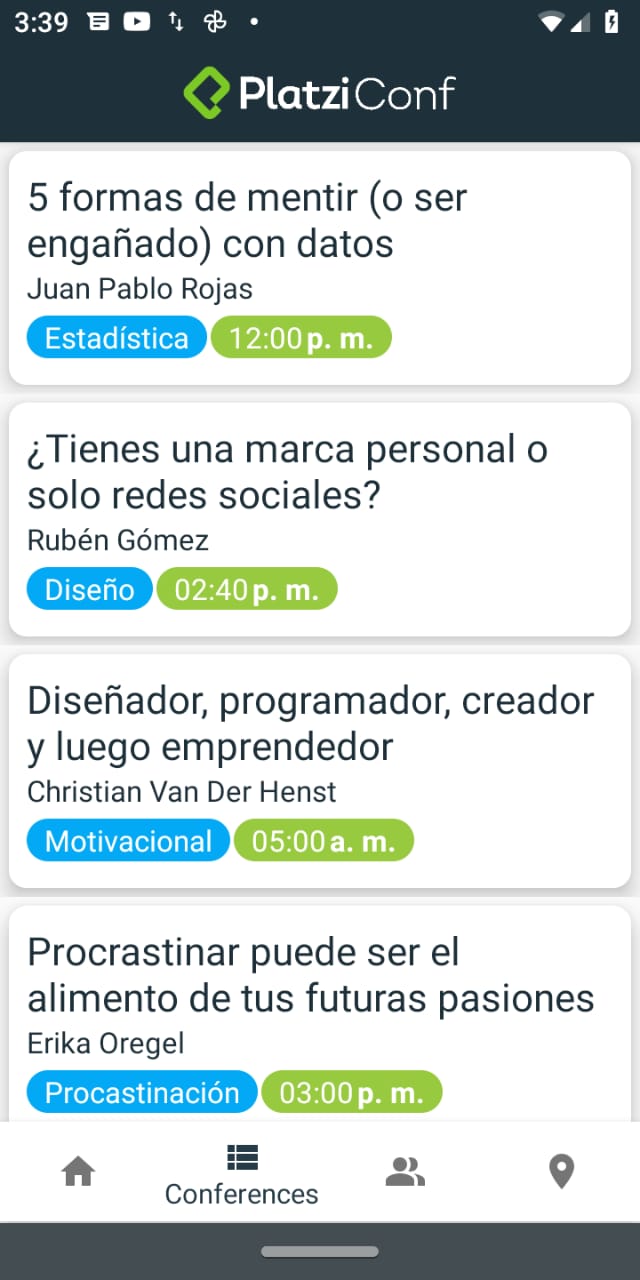 3:39
PlatziConf
5 formas de mentir (o ser
engañado) con datos
Juan Pablo Rojas
Estadística 12:00 p. m.
¿Tienes una marca personal o
solo redes sociales?
Rubén Gómez
Diseño 02:40 p. m.
Diseñador, programador, creador
y luego emprendedor
Christian Van Der Henst
Motivacional 05:00 a. m.
Procrastinar puede ser el
alimento de tus futuras pasiones
Erika Oregel
Procastinación 03:00 p. m.
Conferences